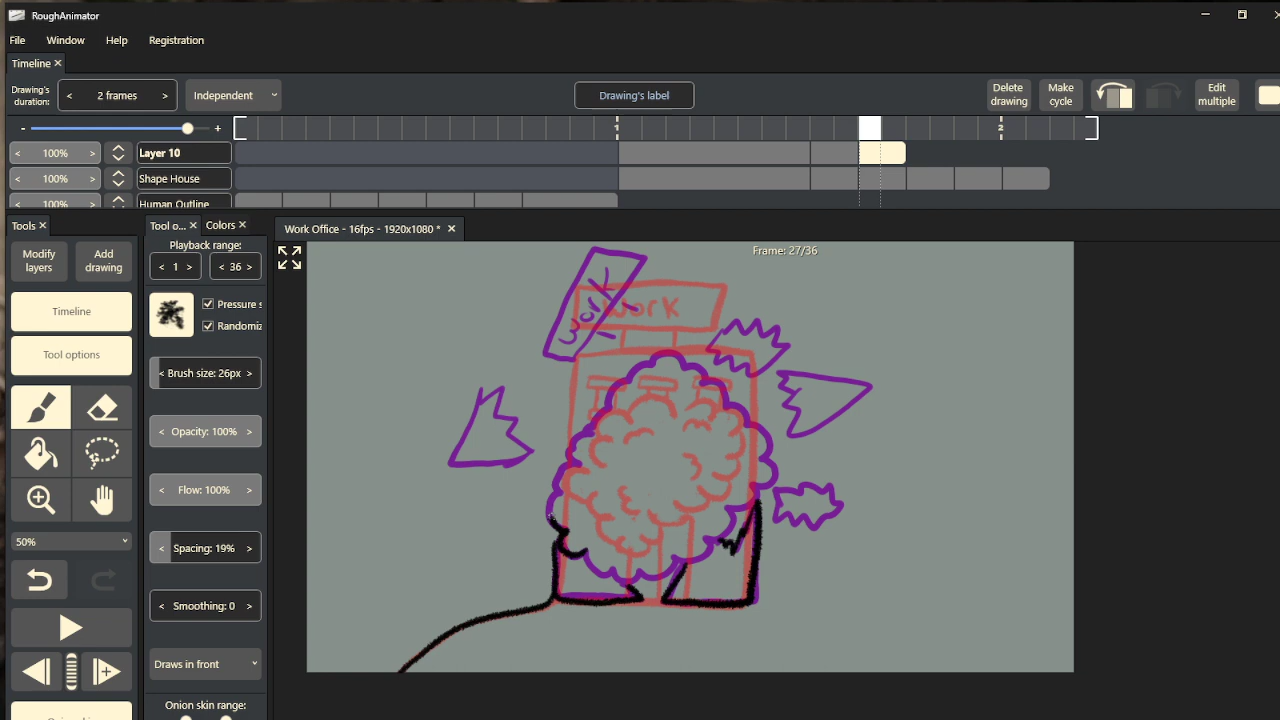 RoughAnimator
File Window Help Registration
Timeline ×
Drawing's duration: < 2 frames > Independent Drawing's label Delete drawing Make cycle Edit multiple
- + 1 2
< 100% > Layer 10
< 100% > Shape House
< 100% > Human Outline
Tools × Tool o... × Colors × Work Office - 16fps - 1920x1080 * ×
Modify layers Add drawing Playback range: Frame: 27/36
< 1 > < 36 >
Timeline Pressure s
Randomiz
Tool options
< Brush size: 26px >
< Opacity: 100% >
< Flow: 100% >
50% < Spacing: 19% >
< Smoothing: 0 >
Draws in front
Onion skin range:
Work
Work